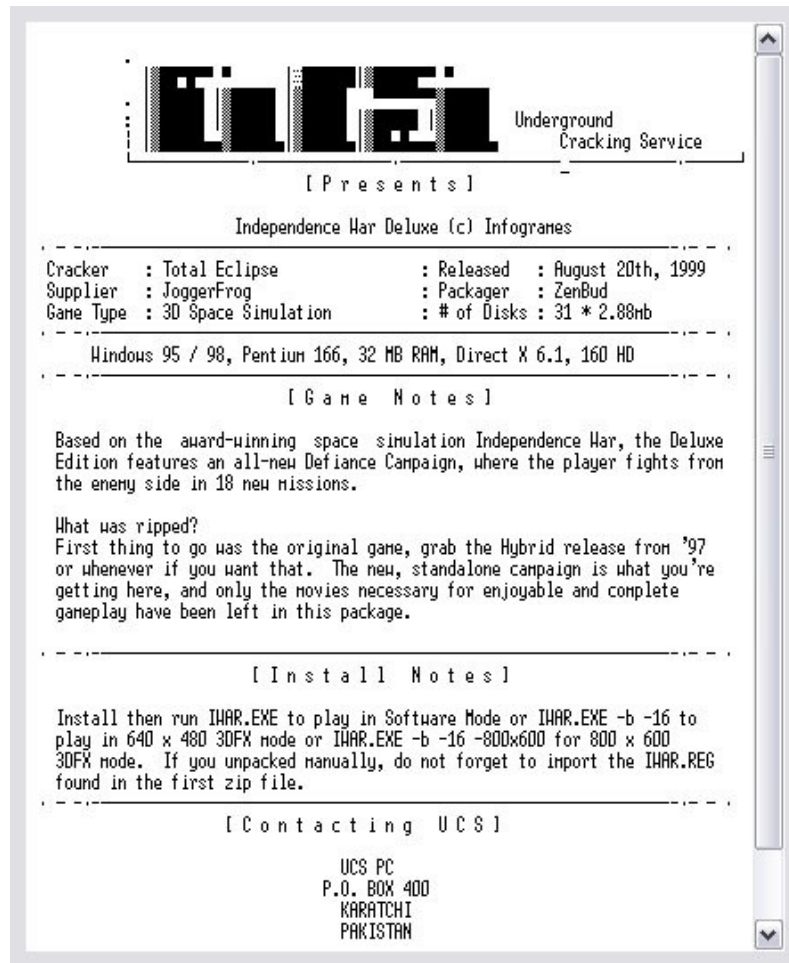 UCS
Underground
Cracking Service
[Presents]
Independence War Deluxe (c) Infogrames
Cracker : Total Eclipse : Released : August 20th, 1999
Supplier : JoggerFrog : Packager : ZenBud
Game Type : 3D Space Simulation : # of Disks : 31 * 2.88mb
Windows 95 / 98, Pentium 166, 32 MB RAM, Direct X 6.1, 160 HD
[Game Notes]
Based on the award-winning space simulation Independence War, the Deluxe
Edition features an all-new Defiance Campaign, where the player fights from
the enemy side in 18 new missions.
What was ripped?
First thing to go was the original game, grab the Hybrid release from '97
or whenever if you want that. The new, standalone campaign is what you're
getting here, and only the movies necessary for enjoyable and complete
gameplay have been left in this package.
[Install Notes]
Install then run IWAR.EXE to play in Software Mode or IWAR.EXE -b -16 to
play in 640 x 480 3DFX mode or IWAR.EXE -b -16 -800x600 for 800 x 600
3DFX mode. If you unpacked manually, do not forget to import the IWAR.REG
found in the first zip file.
[Contacting UCS]
UCS PC
P.O. BOX 400
KARATCHI
PAKISTAN